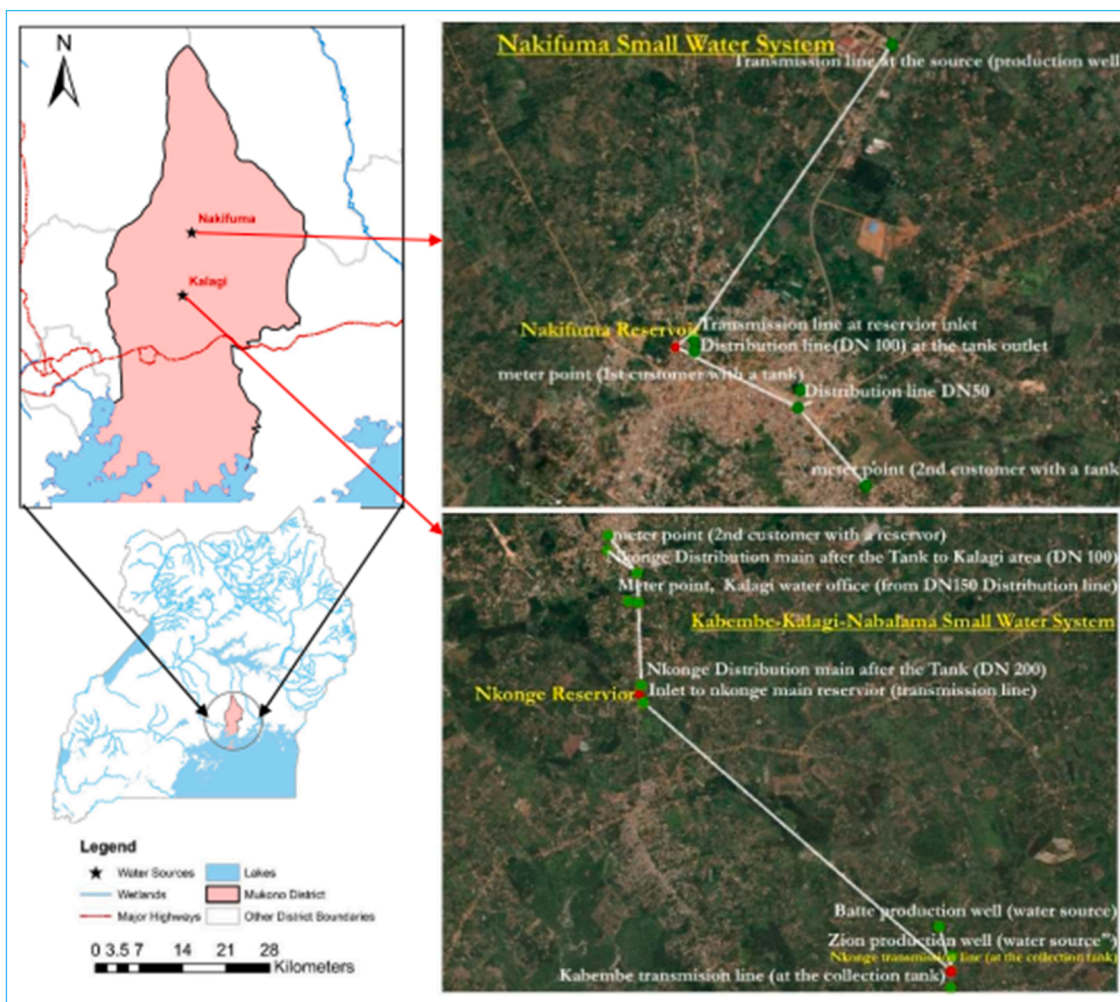 N
Nakifuma
Kalagi
Legend
Water Sources
Lakes
Wetlands
Mukono District
Major Highways
Other District Boundaries
0 3.5 7 14 21 28
Kilometers
Nakifuma Small Water System
Transmission line at the source (production well
Nakifuma Reservoir
Transmission line at reservior inlet
Distribution line(DN 100) at the tank outlet
meter point (1st customer with a tank)
Distribution line DN50
meter point (2nd customer with a tank
meter point (2nd customer with a reservor)
Nkonge Distribution main after the Tank to Kalagi area (DN 100)
Meter point, Kalagi water office (from DN150 Distribution line)
Kabembe-Kalagi-Nabalama Small Water System
Nkonge Distribution main after the Tank (DN 200)
Nkonge Reservior
Inlet to nkonge main reservior (transmission line)
Batte production well (water source)
Zion production well (water source")
Nkonge transmission line (at the collection tank)
Kabembe transmision line (at the collection tank)